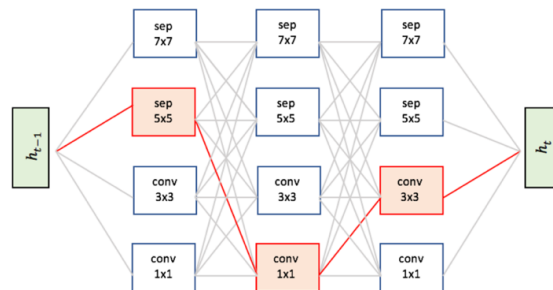 sep
7x7
sep
7x7
sep
7x7
sep
5x5
sep
5x5
sep
5x5
h_{t-1}
h_t
conv
3x3
conv
3x3
conv
3x3
conv
1x1
conv
1x1
conv
1x1